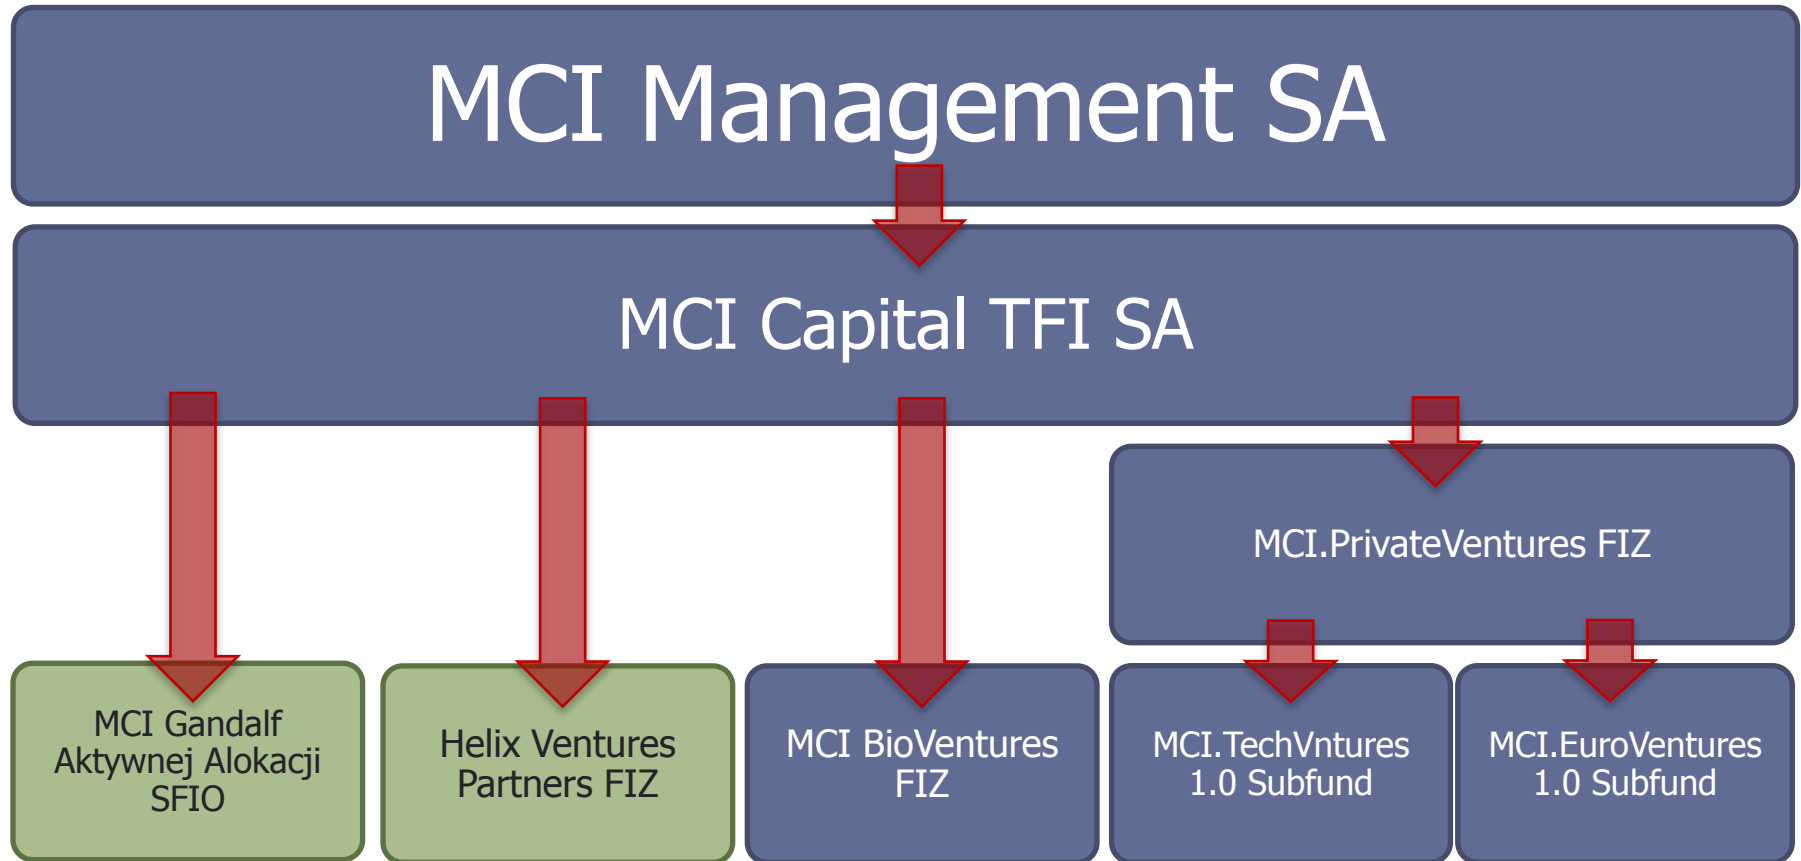 MCI Management SA
MCI Capital TFI SA
MCI.PrivateVentures FIZ
MCI Gandalf
Aktywnej Alokacji
SFIO
Helix Ventures
Partners FIZ
MCI BioVentures
FIZ
MCI.TechVntures
1.0 Subfund
MCI.EuroVentures
1.0 Subfund